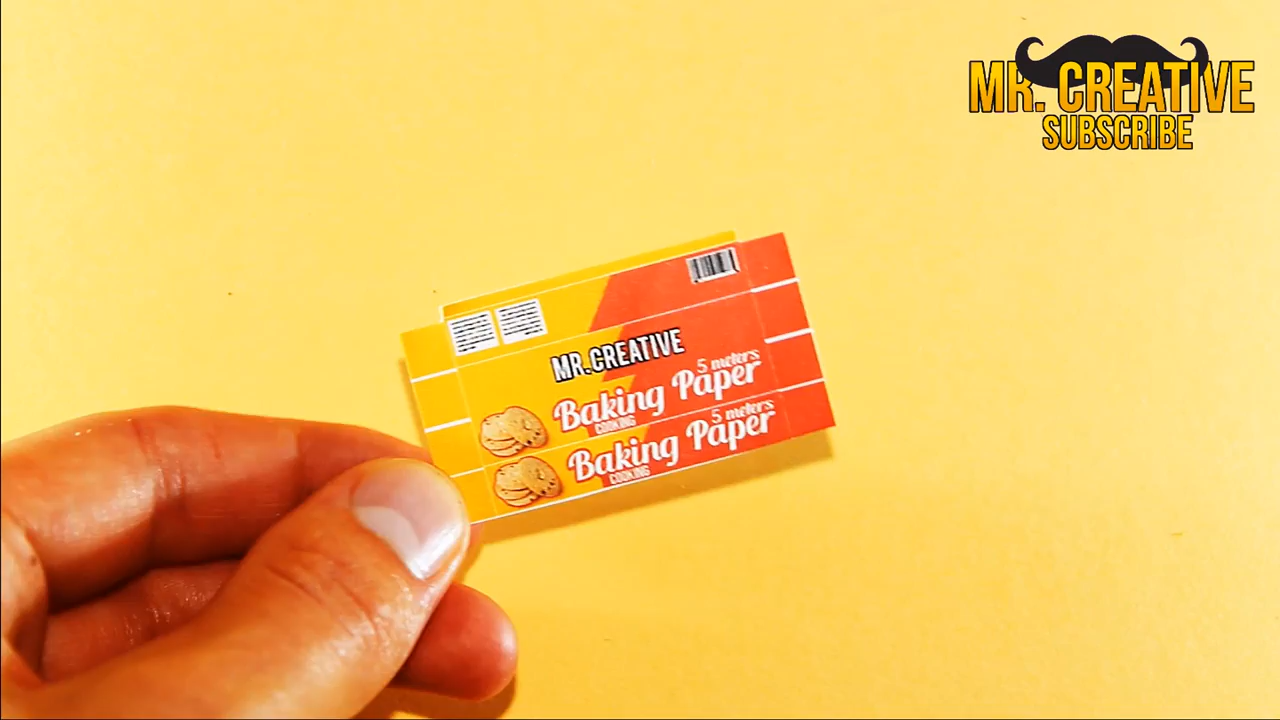 MR. CREATIVE
SUBSCRIBE
MR.CREATIVE
5 meters
Baking Paper
COOKING
5 meters
Baking Paper
COOKING